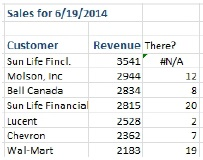 Sales for 6/19/2014
Customer Revenue There?
Sun Life Fincl. 3541 #N/A
Molson, Inc 2944 12
Bell Canada 2834 8
Sun Life Financial 2815 20
Lucent 2528 2
Chevron 2362 7
Wal-Mart 2183 19